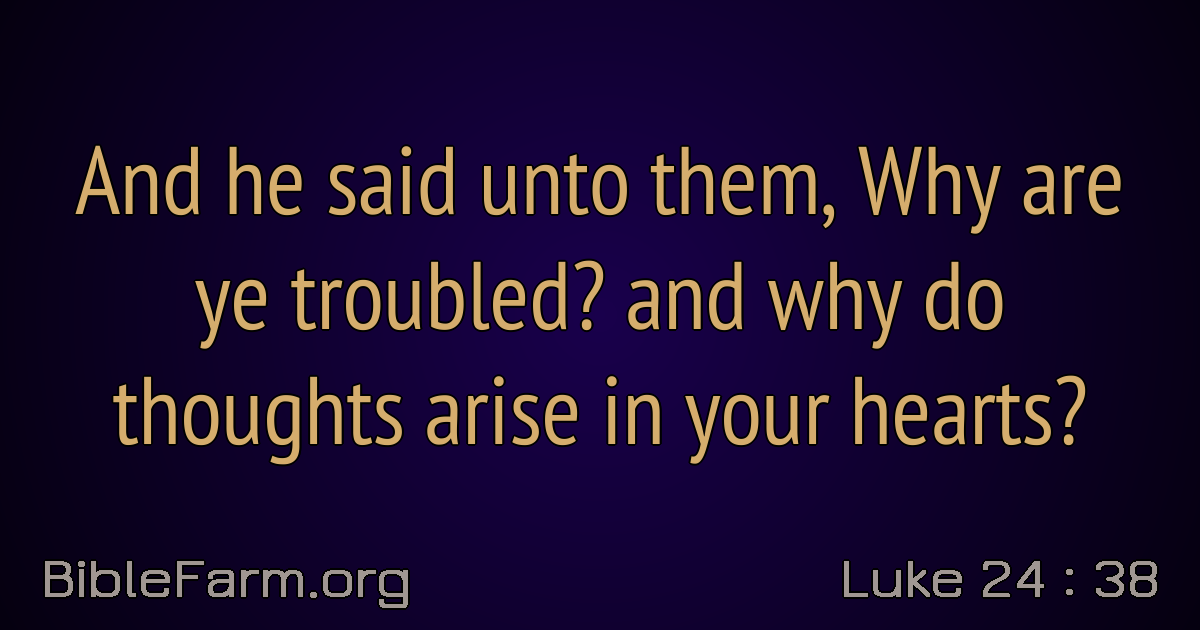 And he said unto them, Why are
ye troubled? and why do
thoughts arise in your hearts?
BibleFarm.org
Luke 24 : 38